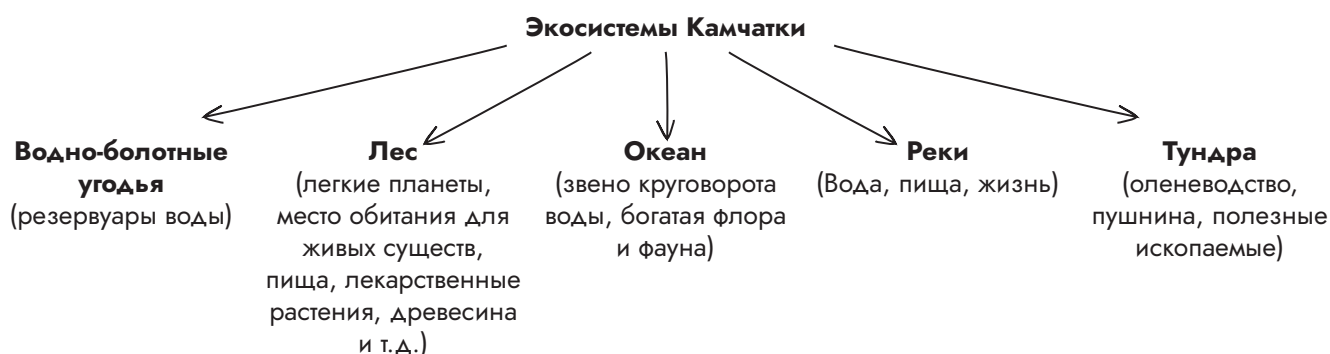 Экосистемы Камчатки
Водно-болотные
угодья
(резервуары воды)
Лес
(легкие планеты,
место обитания для
живых существ,
пища, лекарственные
растения, древесина
и т.д.)
Океан
(звено круговорота
воды, богатая флора
и фауна)
Реки
(Вода, пища, жизнь)
Тундра
(оленеводство,
пушнина, полезные
ископаемые)